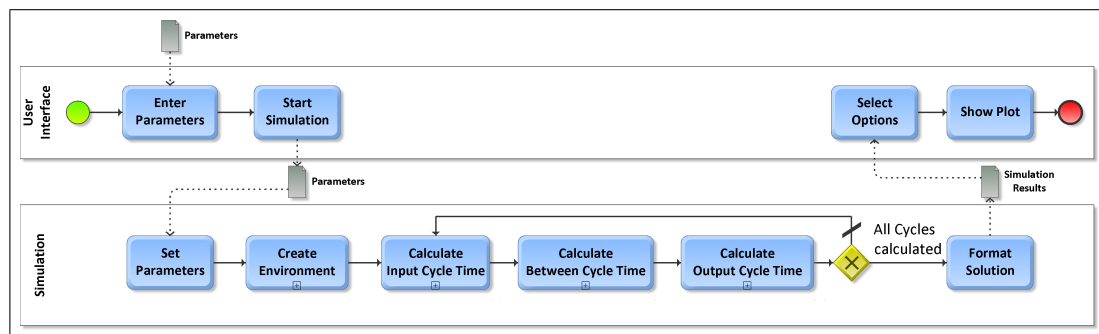 Parameters
User
Interface
Enter
Parameters
Start
Simulation
Select
Options
Show Plot
Parameters
Simulation
Results
Simulation
Set
Parameters
Create
Environment
Calculate
Input Cycle Time
Calculate
Between Cycle Time
Calculate
Output Cycle Time
All Cycles
calculated
Format
Solution